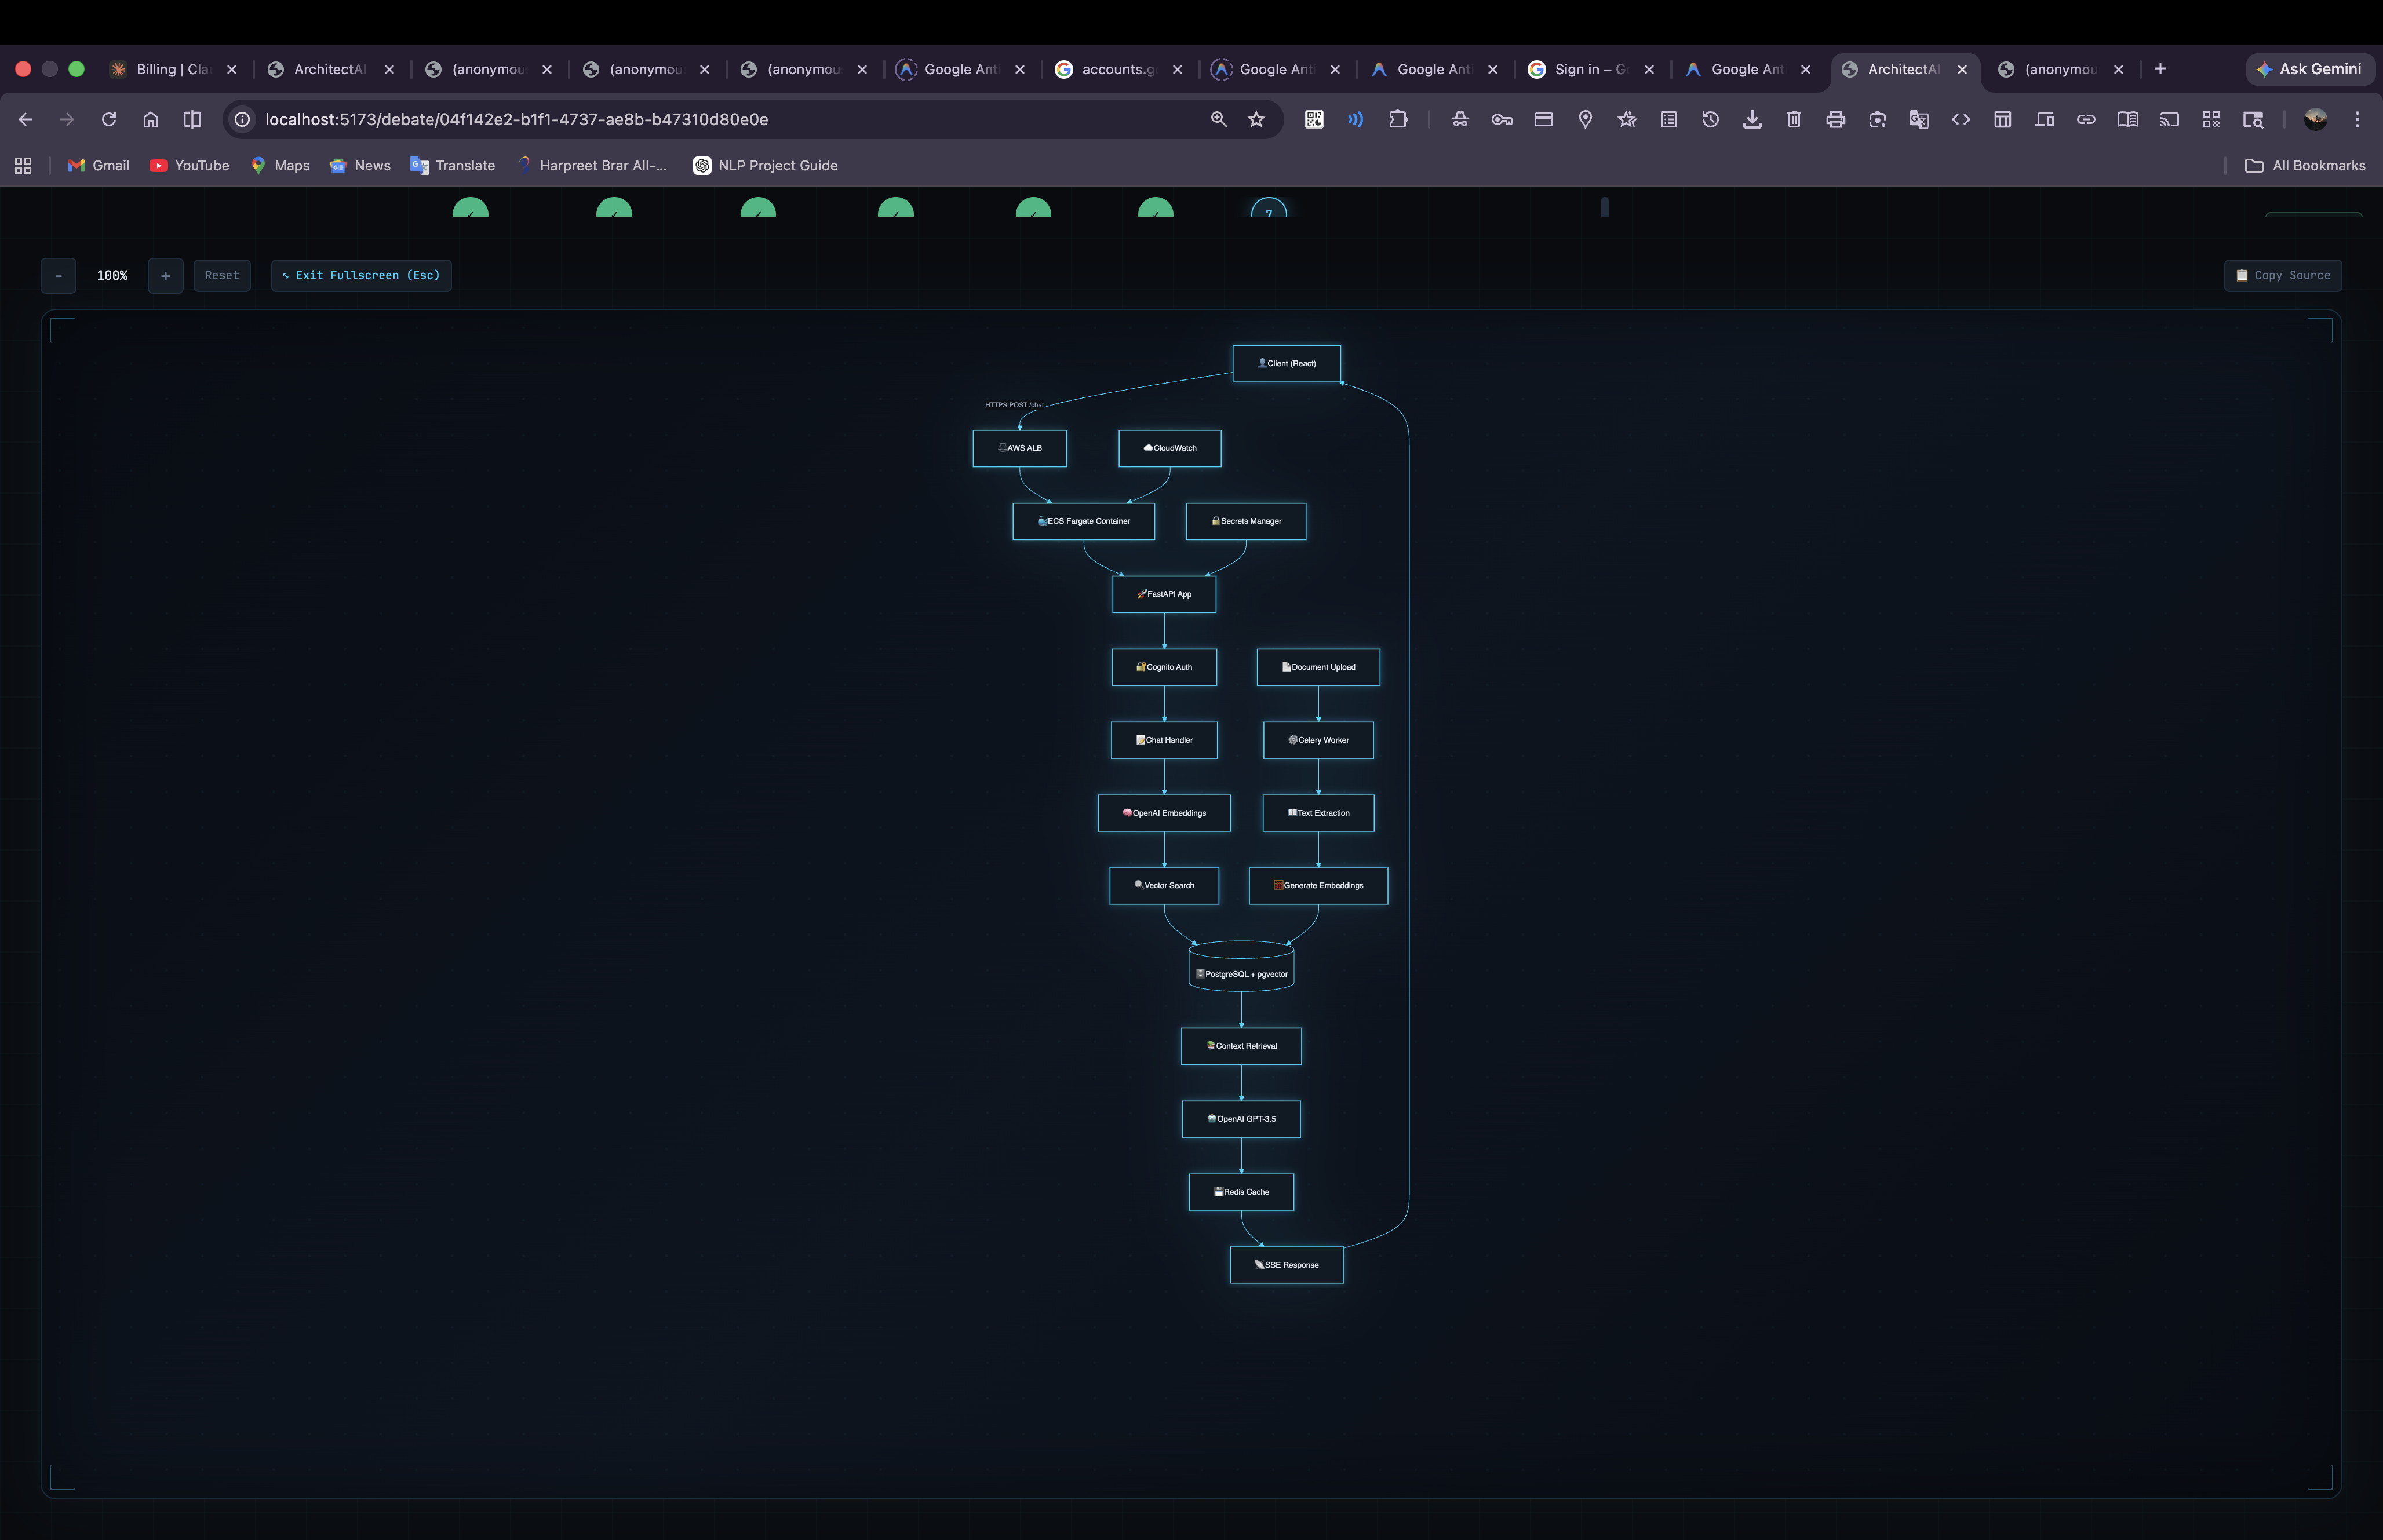 Billing | Cla
ArchitectAI
(anonymou
(anonymou
(anonymou
Google Ant
accounts.g
Google Ant
Google Ant
Sign in – G
Google Ant
ArchitectAI
(anonymou
Ask Gemini
localhost:5173/debate/04f142e2-b1f1-4737-ae8b-b47310d80e0e
Gmail
YouTube
Maps
News
Translate
Harpreet Brar All-...
NLP Project Guide
All Bookmarks
7
- 100% + Reset
Exit Fullscreen (Esc)
Copy Source
Client (React)
HTTPS POST /chat
AWS ALB
CloudWatch
ECS Fargate Container
Secrets Manager
FastAPI App
Cognito Auth
Document Upload
Chat Handler
Celery Worker
OpenAI Embeddings
Text Extraction
Vector Search
Generate Embeddings
PostgreSQL + pgvector
Context Retrieval
OpenAI GPT-3.5
Redis Cache
SSE Response